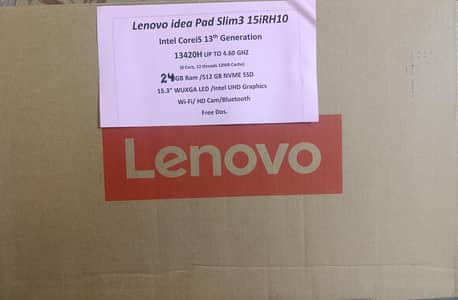 Lenovo idea Pad Slim3 15iRH10
Intel Corei5 13th Generation
13420H UP TO 4.60 GHZ
(8 Core, 12 threads 12MB Cache)
24GB Ram /512 GB NVME SSD
15.3" WUXGA LED /Intel UHD Graphics
Wi-Fi/ HD Cam/Bluetooth
Free Dos.
Lenovo